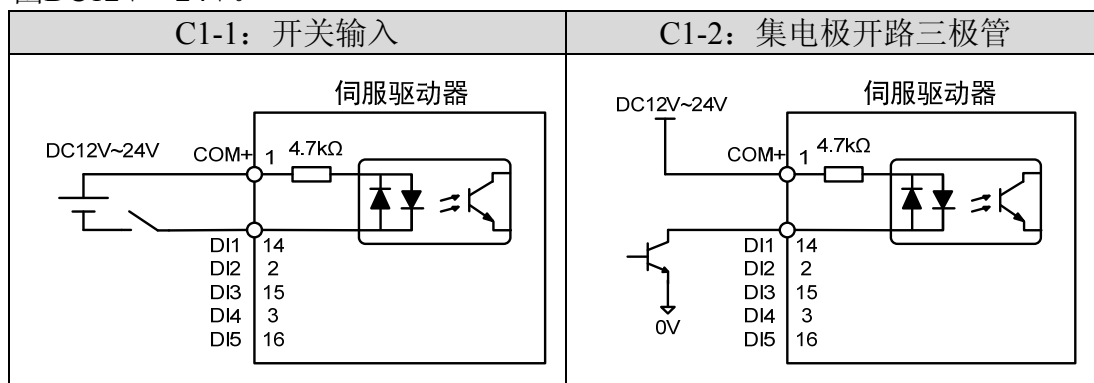 C1-1：开关输入
C1-2：集电极开路三极管
伺服驱动器
DC12V~24V
COM+
1
4.7kΩ
DI1 14
DI2 2
DI3 15
DI4 3
DI5 16
伺服驱动器
DC12V~24V
COM+
1
4.7kΩ
DI1 14
DI2 2
DI3 15
DI4 3
DI5 16
0V